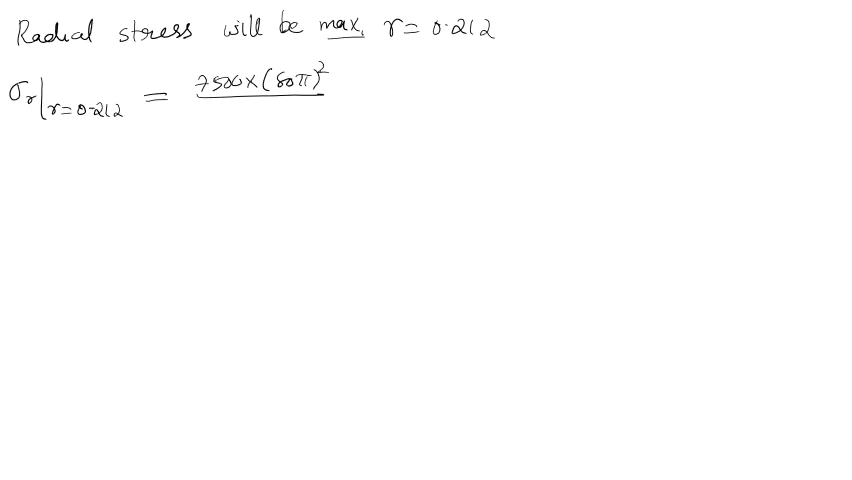 Radial stress will be max. r = 0.212
σr|r=0.212 = 7500×(80π)²